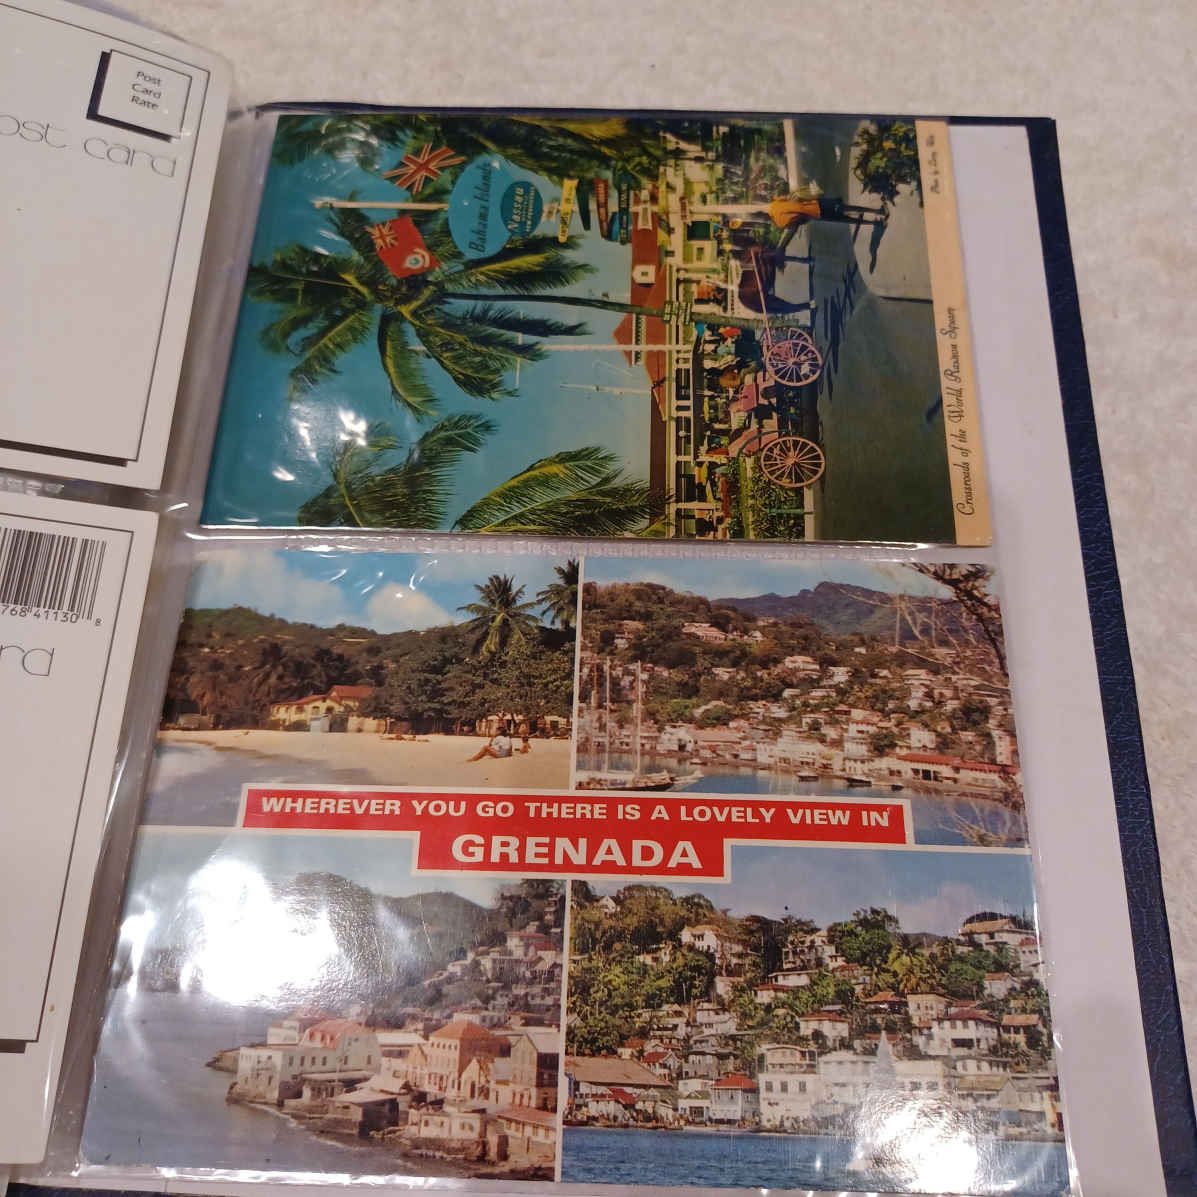 Post
Card
Rate
ost card
768 41130 8
rd
Bahama Islands
Nassau
Crossroads of the World, Rawson Square
WHEREVER YOU GO THERE IS A LOVELY VIEW IN
GRENADA